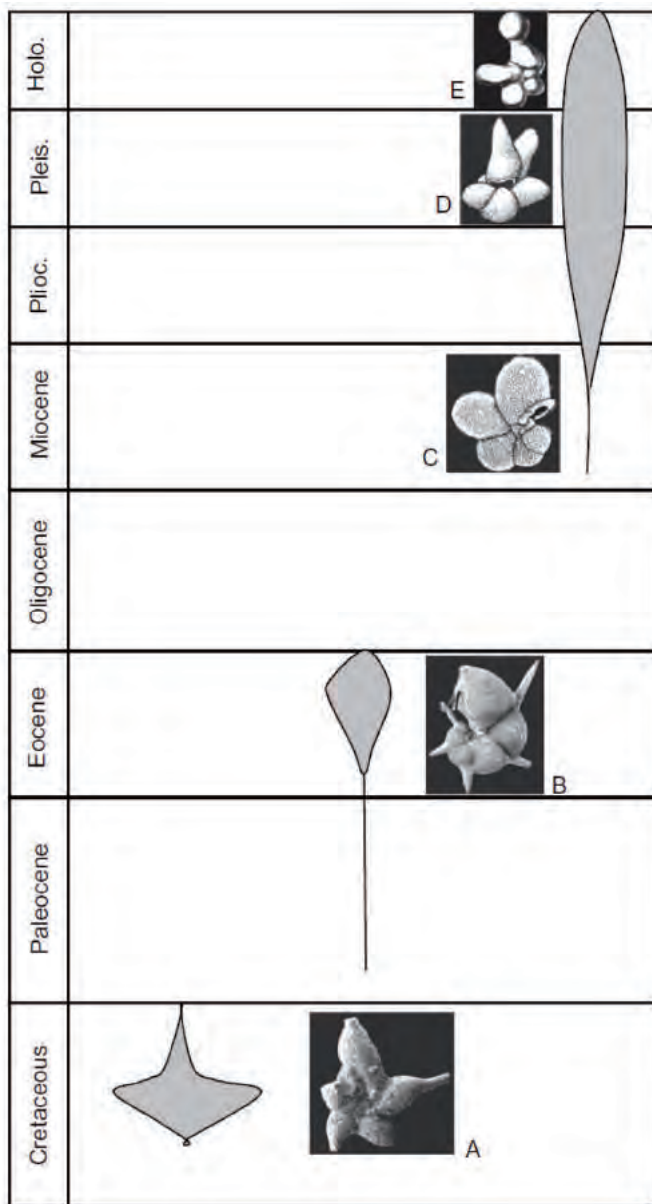 Holo.
E
Pleis.
D
Plioc.
Miocene
C
Oligocene
Eocene
B
Paleocene
Cretaceous
A